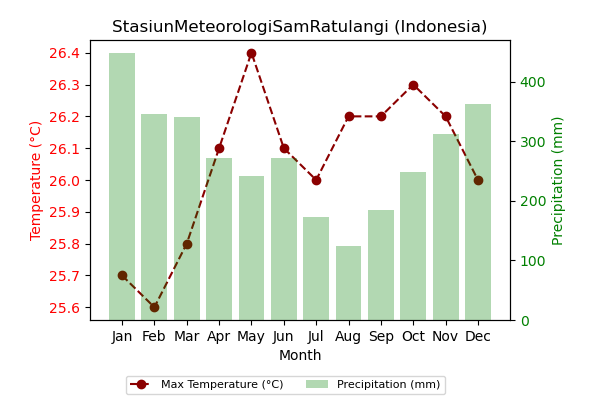 StasiunMeteorologiSamRatulangi (Indonesia)
26.4
26.3
26.2
26.1
26.0
25.9
25.8
25.7
25.6
Temperature (°C)
400
300
200
100
0
Precipitation (mm)
Jan Feb Mar Apr May Jun Jul Aug Sep Oct Nov Dec
Month
Max Temperature (°C) Precipitation (mm)